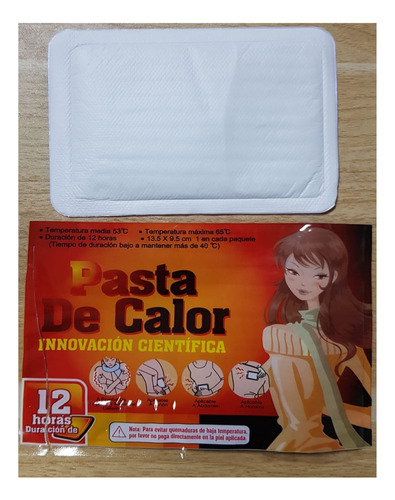 • Temperatura media 53℃ • Temperatura máxima 65℃
• Duración de 12 horas • 13.5 X 9.5 cm 1 en cada paquete
(Tiempo de duración bajo a mantener más de 40 ℃)
Pasta
De Calor
INNOVACIÓN CIENTÍFICA
12
horas
Duración de
Nota: Para evitar quemaduras de baja temperatura,
por favor no pega directamente en la piel aplicada.